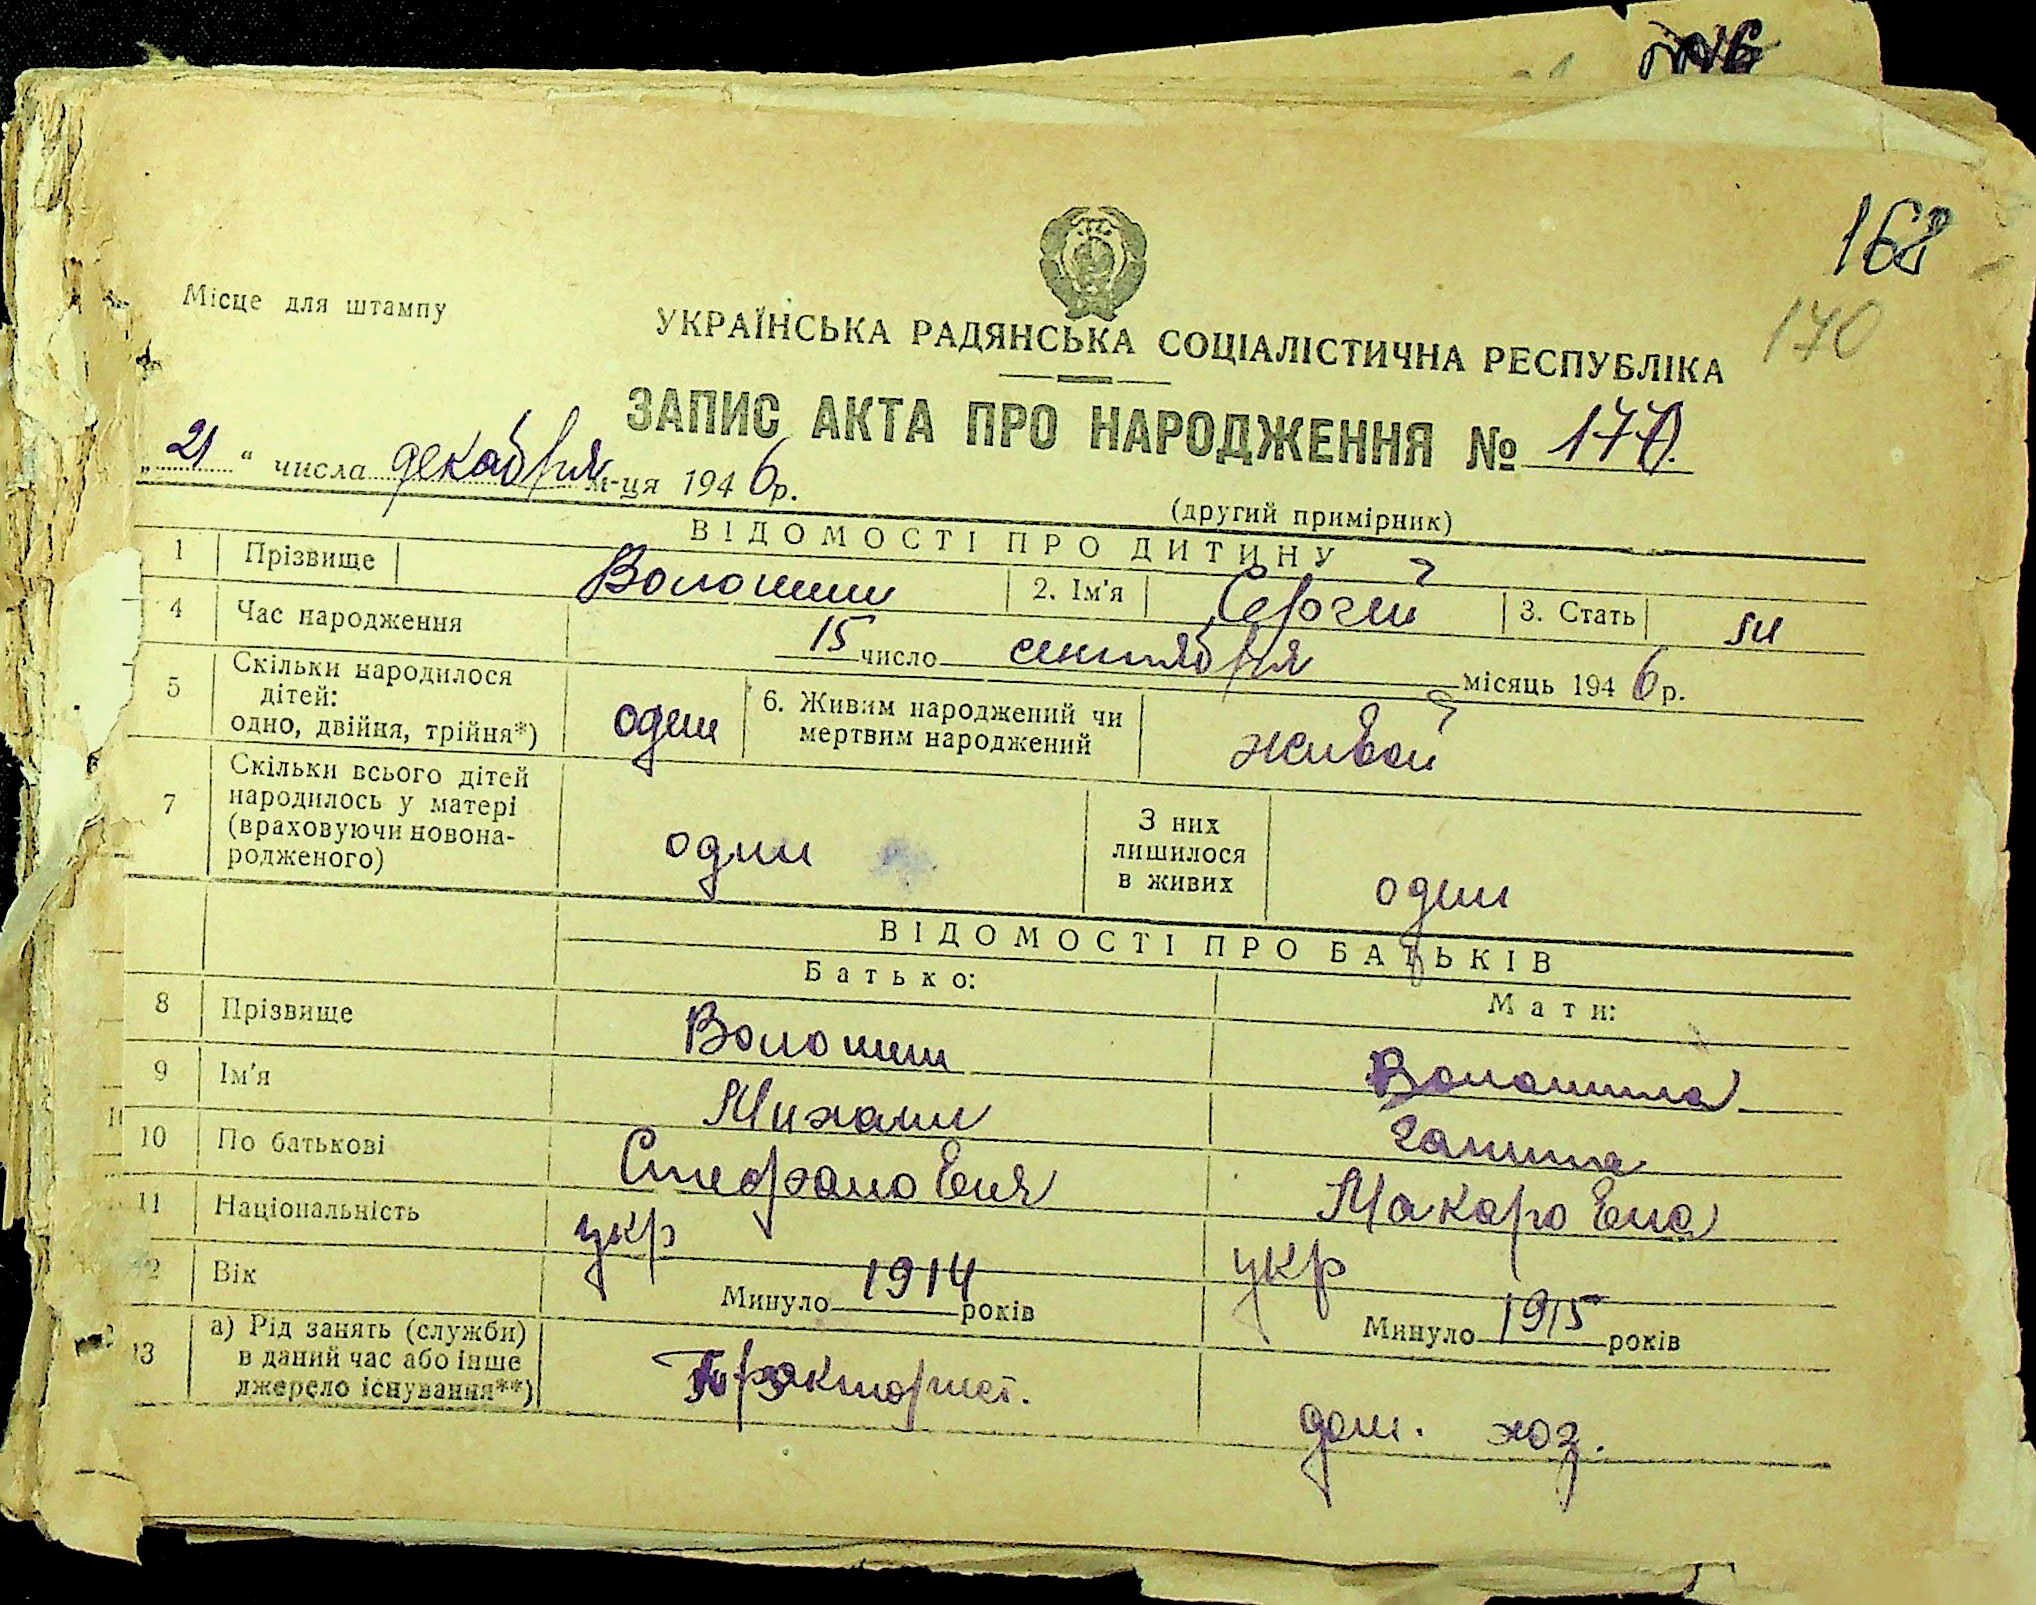 168
170
Місце для штампу
УКРАЇНСЬКА РАДЯНСЬКА СОЦІАЛІСТИЧНА РЕСПУБЛІКА
ЗАПИС АКТА ПРО НАРОДЖЕННЯ № 170.
„21“ числа декабря м-ця 1946 р.
(другий примірник)
ВІДОМОСТІ ПРО ДИТИНУ
1 Прізвище Волошин 2. Ім'я Сергей 3. Стать м
4 Час народження 15 число сентября місяць 1946 р.
5 Скільки народилося дітей: одно, двійня, трійня*) один 6. Живим народжений чи мертвим народжений живой
7 Скільки всього дітей народилось у матері (враховуючи новонародженого) один З них лишилося в живих один
ВІДОМОСТІ ПРО БАТЬКІВ
Батько: Мати:
8 Прізвище Волошин Волошина
9 Ім'я Михаил Галина
10 По батькові Стефанович Макаровна
11 Національність укр укр
12 Вік Минуло 1914 років Минуло 1915 років
13 а) Рід занять (служби) в даний час або інше джерело існування**) Тракторист. дом. хоз.